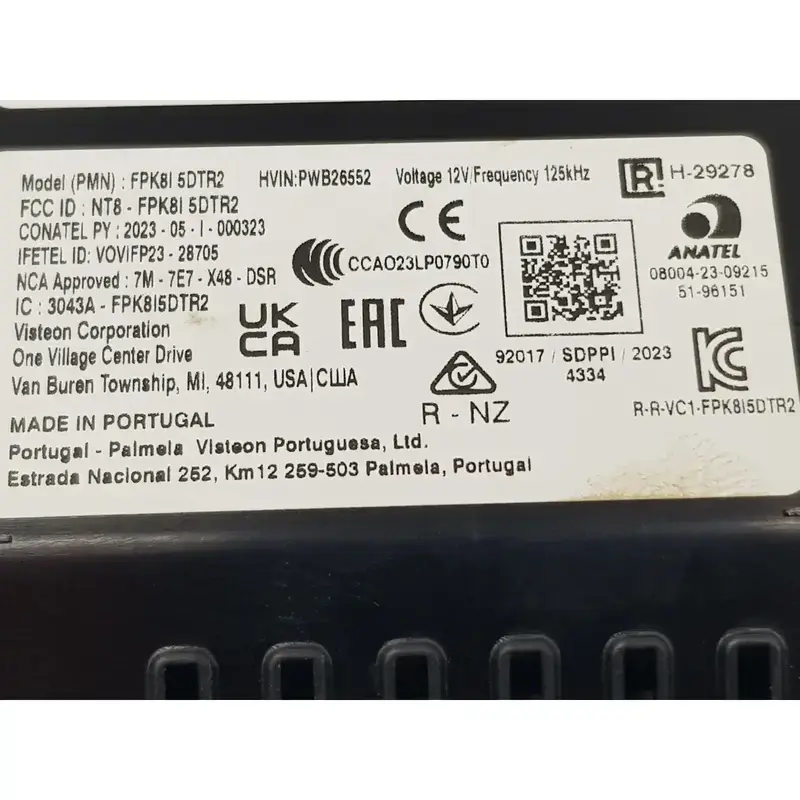 Model (PMN) : FPK8I 5DTR2 HVIN:PWB26552 Voltage 12V/Frequency 125kHz R H-29278
FCC ID : NT8 - FPK8I 5DTR2
CONATEL PY : 2023 - 05 - I - 000323
IFETEL ID: VOVIFP23 - 28705
NCA Approved : 7M - 7E7 - X48 - DSR
IC : 3043A - FPK8I5DTR2
Visteon Corporation
One Village Center Drive
Van Buren Township, MI, 48111, USA|США
CE
CCAO23LP0790T0
UK
CA
EAC
R - NZ
ANATEL
08004-23-09215
51-96151
92017 / SDPPI / 2023
4334
KC
R-R-VC1-FPK8I5DTR2
MADE IN PORTUGAL
Portugal - Palmela Visteon Portuguesa, Ltd.
Estrada Nacional 252, Km12 259-503 Palmela, Portugal